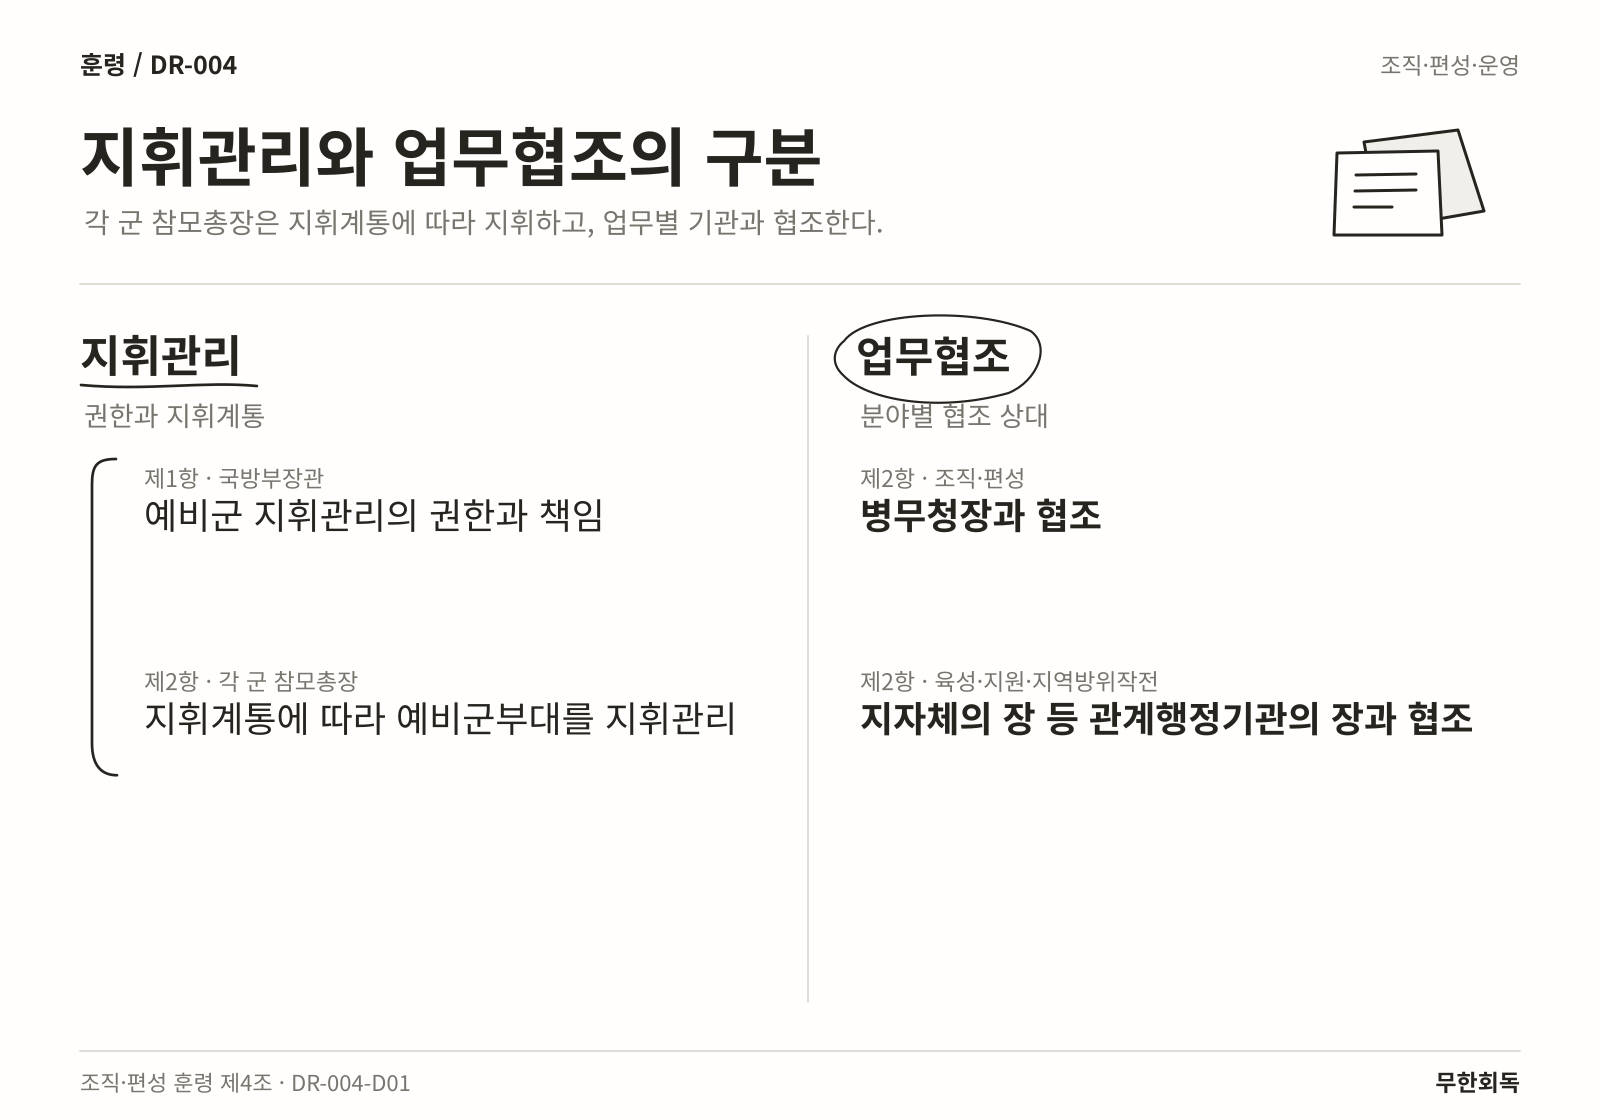 훈령 / DR-004
조직·편성·운영
지휘관리와 업무협조의 구분
각 군 참모총장은 지휘계통에 따라 지휘하고, 업무별 기관과 협조한다.
지휘관리
권한과 지휘계통
제1항 · 국방부장관
예비군 지휘관리의 권한과 책임
제2항 · 각 군 참모총장
지휘계통에 따라 예비군부대를 지휘관리
업무협조
분야별 협조 상대
제2항 · 조직·편성
병무청장과 협조
제2항 · 육성·지원·지역방위작전
지자체의 장 등 관계행정기관의 장과 협조
조직·편성 훈령 제4조 · DR-004-D01
무한회독